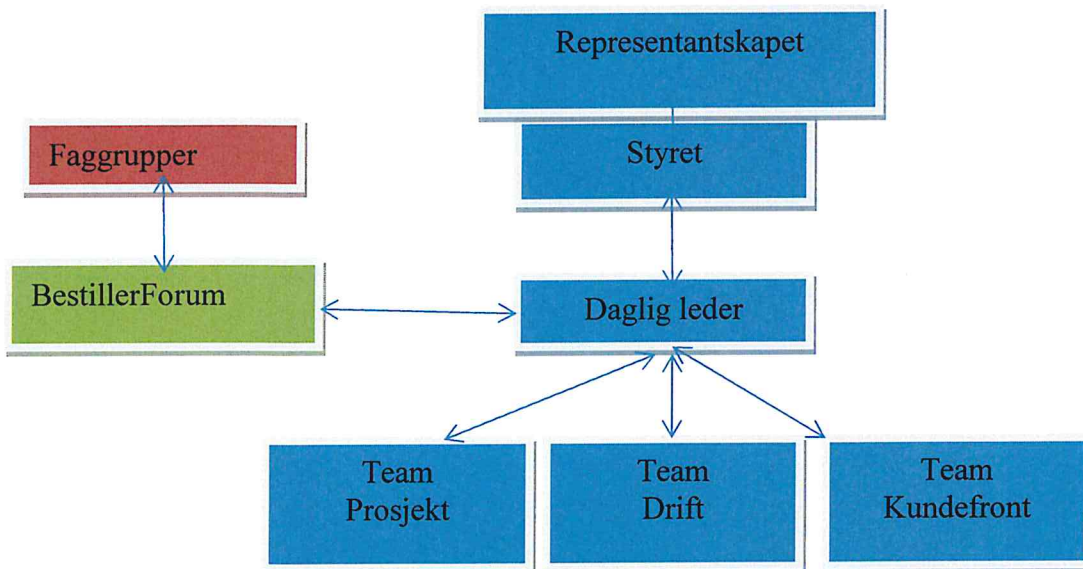 Representantskapet
Faggrupper
Styret
BestillerForum
Daglig leder
Team
Prosjekt
Team
Drift
Team
Kundefront